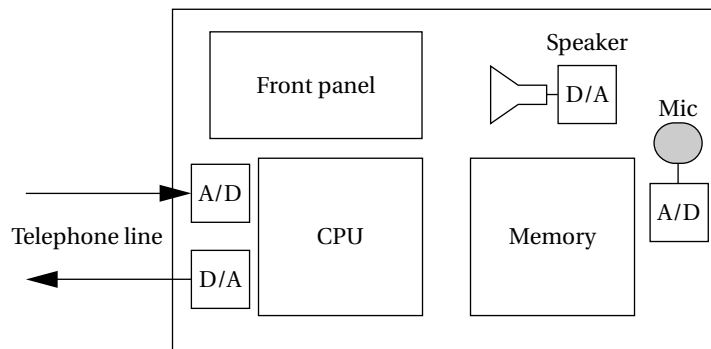 Speaker
Front panel
D/A
Mic
A/D
CPU
Memory
A/D
Telephone line
D/A